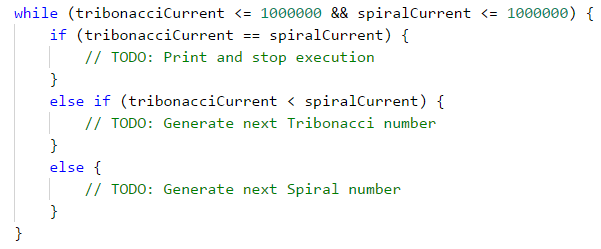 while (tribonacciCurrent <= 1000000 && spiralCurrent <= 1000000) {
    if (tribonacciCurrent == spiralCurrent) {
        // TODO: Print and stop execution
    }
    else if (tribonacciCurrent < spiralCurrent) {
        // TODO: Generate next Tribonacci number
    }
    else {
        // TODO: Generate next Spiral number
    }
}